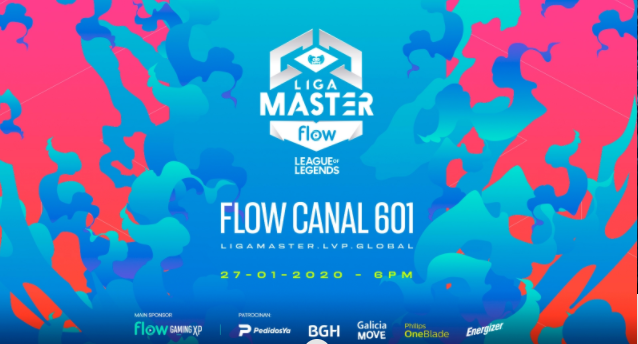 LIGA
MASTER
flow
LEAGUE OF
LEGENDS
FLOW CANAL 601
LIGAMASTER.LVP.GLOBAL
27-01-2020 - 6PM
MAIN SPONSOR
flow GAMING XP
PATROCINAN
PedidosYa
BGH
Galicia
MOVE
Philips
OneBlade
Energizer